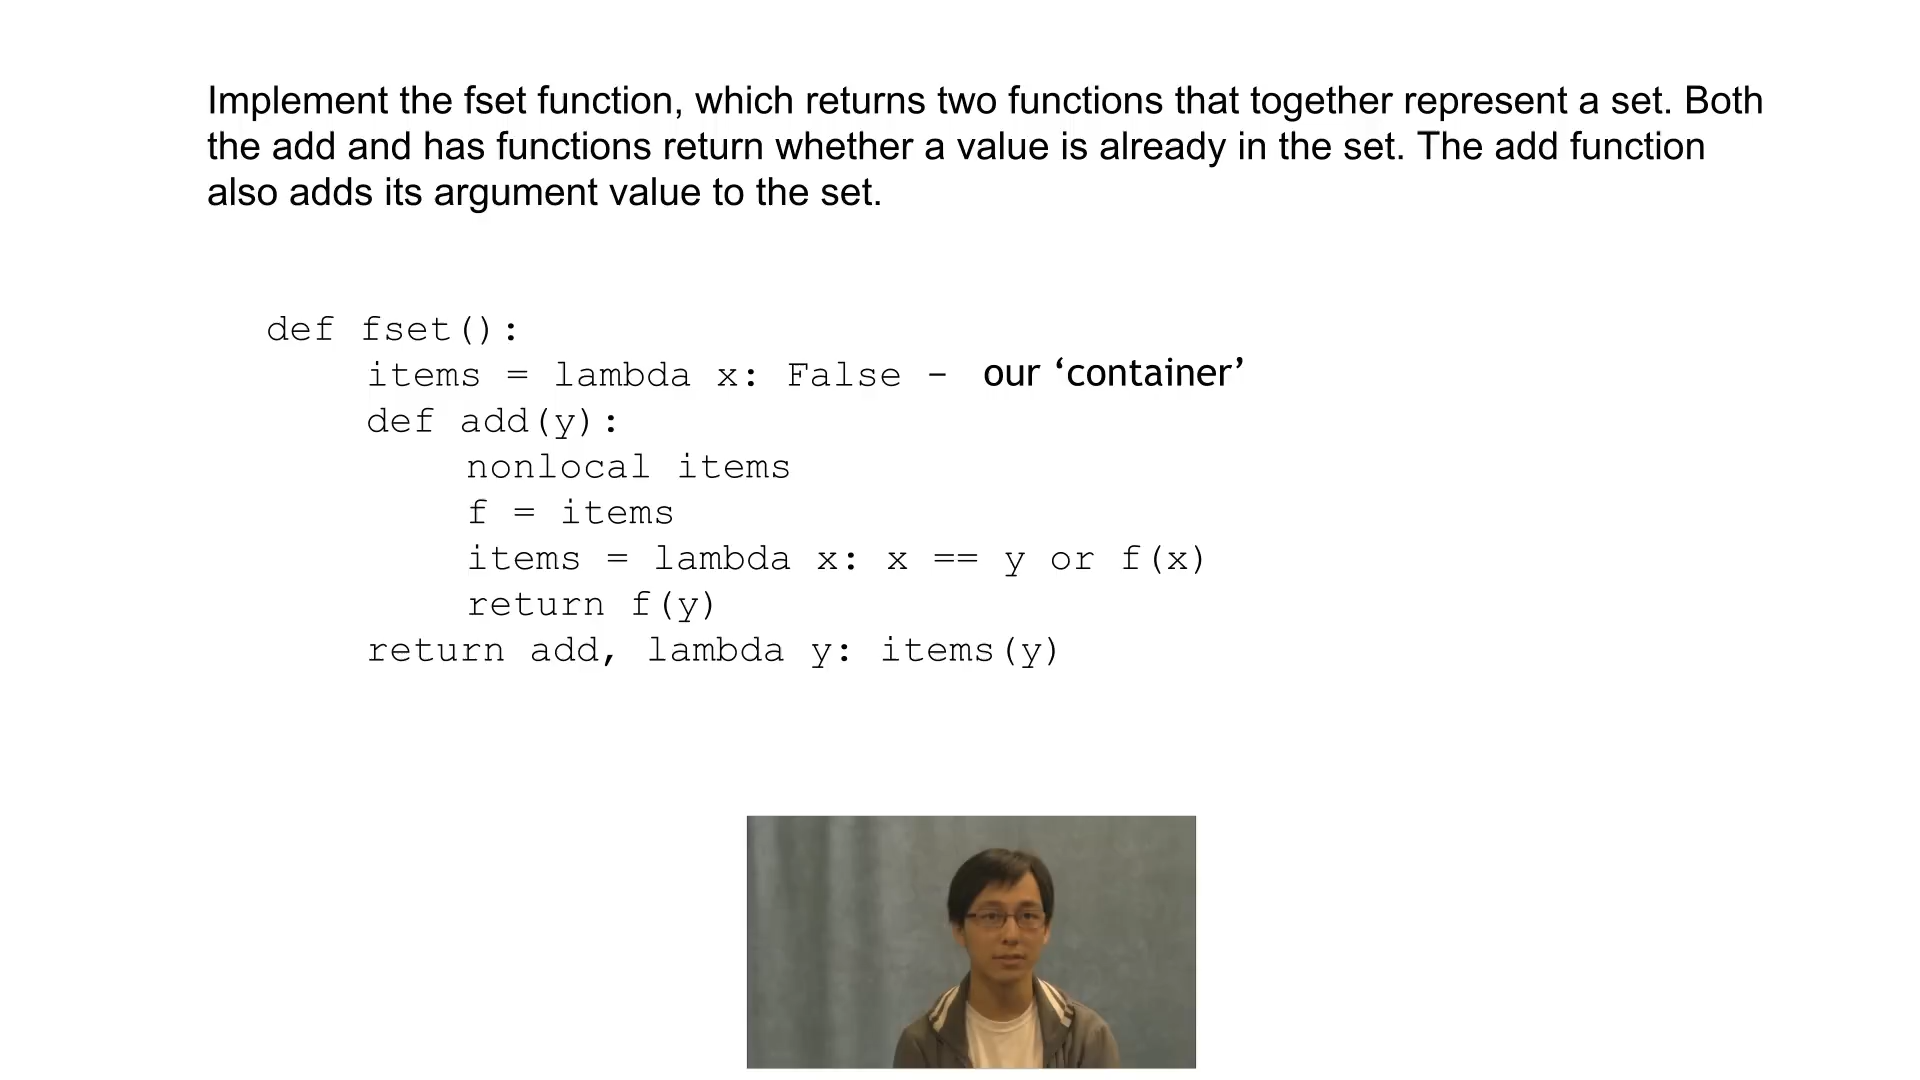 Implement the fset function, which returns two functions that together represent a set. Both
the add and has functions return whether a value is already in the set. The add function
also adds its argument value to the set.
def fset():
items = lambda x: False - our ‘container’
def add(y):
nonlocal items
f = items
items = lambda x: x == y or f(x)
return f(y)
return add, lambda y: items(y)